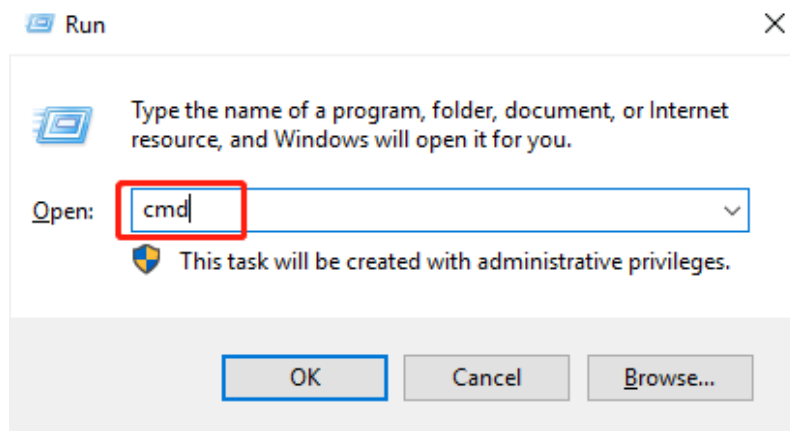 Run
Type the name of a program, folder, document, or Internet
resource, and Windows will open it for you.
Open: cmd
This task will be created with administrative privileges.
OK Cancel Browse...